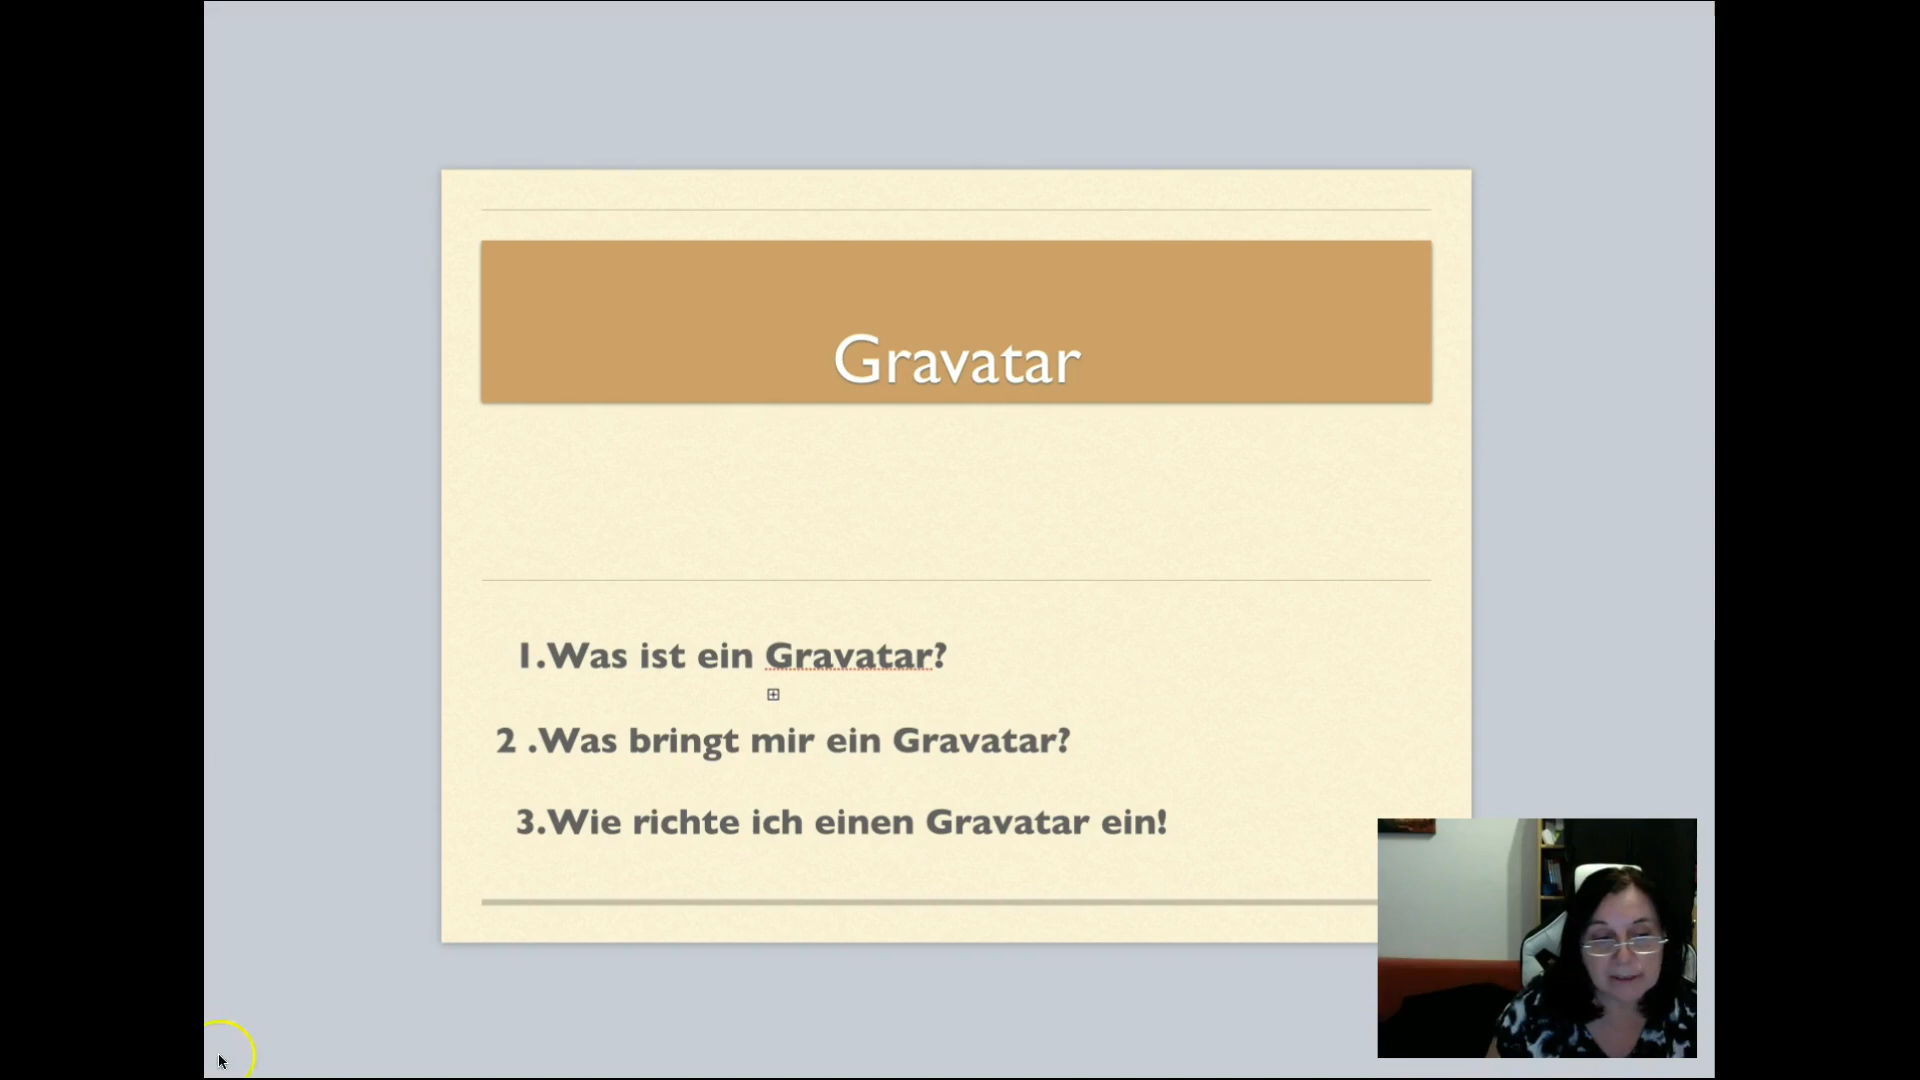 Gravatar
1.Was ist ein Gravatar?
2 .Was bringt mir ein Gravatar?
3.Wie richte ich einen Gravatar ein!